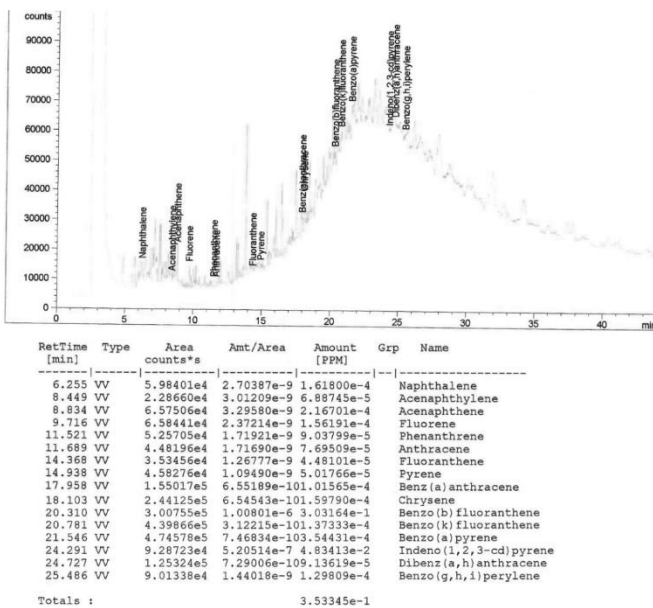 counts
90000
80000
70000
60000
50000
40000
30000
20000
10000
0
Naphthalene
Acenaphthylene
Acenaphthene
Fluorene
Phenanthrene
Anthracene
Fluoranthene
Pyrene
Benz(a)anthracene
Chrysene
Benzo(b)fluoranthene
Benzo(k)fluoranthene
Benzo(a)pyrene
Indeno(1,2,3-cd)pyrene
Dibenz(a,h)anthracene
Benzo(g,h,i)perylene
0 5 10 15 20 25 30 35 40 min
RetTime Type Area Amt/Area Amount Grp Name
[min] counts*s [PPM]
-------|------|----------|----------|----------|--|------------------
6.255 VV 5.98401e4 2.70387e-9 1.61800e-4 Naphthalene
8.449 VV 2.28660e4 3.01209e-9 6.88745e-5 Acenaphthylene
8.834 VV 6.57506e4 3.29580e-9 2.16701e-4 Acenaphthene
9.716 VV 6.58441e4 2.37214e-9 1.56191e-4 Fluorene
11.521 VV 5.25705e4 1.71921e-9 9.03799e-5 Phenanthrene
11.689 VV 4.48196e4 1.71690e-9 7.69509e-5 Anthracene
14.368 VV 3.53456e4 1.26777e-9 4.48101e-5 Fluoranthene
14.938 VV 4.58276e4 1.09490e-9 5.01766e-5 Pyrene
17.958 VV 1.55017e5 6.55189e-10 1.01565e-4 Benz(a)anthracene
18.103 VV 2.44125e5 6.54543e-10 1.59790e-4 Chrysene
20.310 VV 3.00755e5 1.00801e-6 3.03164e-1 Benzo(b)fluoranthene
20.781 VV 4.39866e5 3.12215e-10 1.37333e-4 Benzo(k)fluoranthene
21.546 VV 4.74578e5 7.46834e-10 3.54431e-4 Benzo(a)pyrene
24.291 VV 9.28723e4 5.20514e-7 4.83413e-2 Indeno(1,2,3-cd)pyrene
24.727 VV 1.25324e5 7.29006e-10 9.13619e-5 Dibenz(a,h)anthracene
25.486 VV 9.01338e4 1.44018e-9 1.29809e-4 Benzo(g,h,i)perylene
Totals : 3.53345e-1